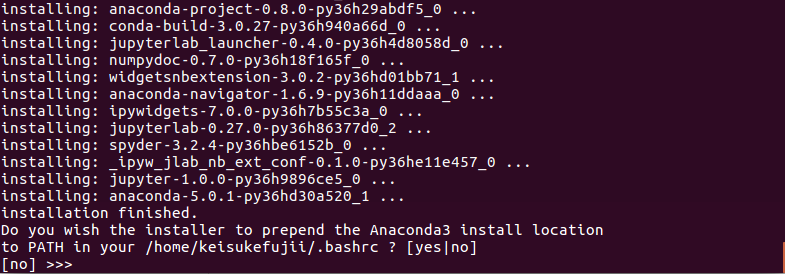 installing: anaconda-project-0.8.0-py36h29abdf5_0 ...
installing: conda-build-3.0.27-py36h940a66d_0 ...
installing: jupyterlab_launcher-0.4.0-py36h4d8058d_0 ...
installing: numpydoc-0.7.0-py36h18f165f_0 ...
installing: widgetsnbextension-3.0.2-py36hd01bb71_1 ...
installing: anaconda-navigator-1.6.9-py36h11ddaaa_0 ...
installing: ipywidgets-7.0.0-py36h7b55c3a_0 ...
installing: jupyterlab-0.27.0-py36h86377d0_2 ...
installing: spyder-3.2.4-py36hbe6152b_0 ...
installing: _ipyw_jlab_nb_ext_conf-0.1.0-py36he11e457_0 ...
installing: jupyter-1.0.0-py36h9896ce5_0 ...
installing: anaconda-5.0.1-py36hd30a520_1 ...
installation finished.
Do you wish the installer to prepend the Anaconda3 install location
to PATH in your /home/keisukefujii/.bashrc ? [yes|no]
[no] >>>